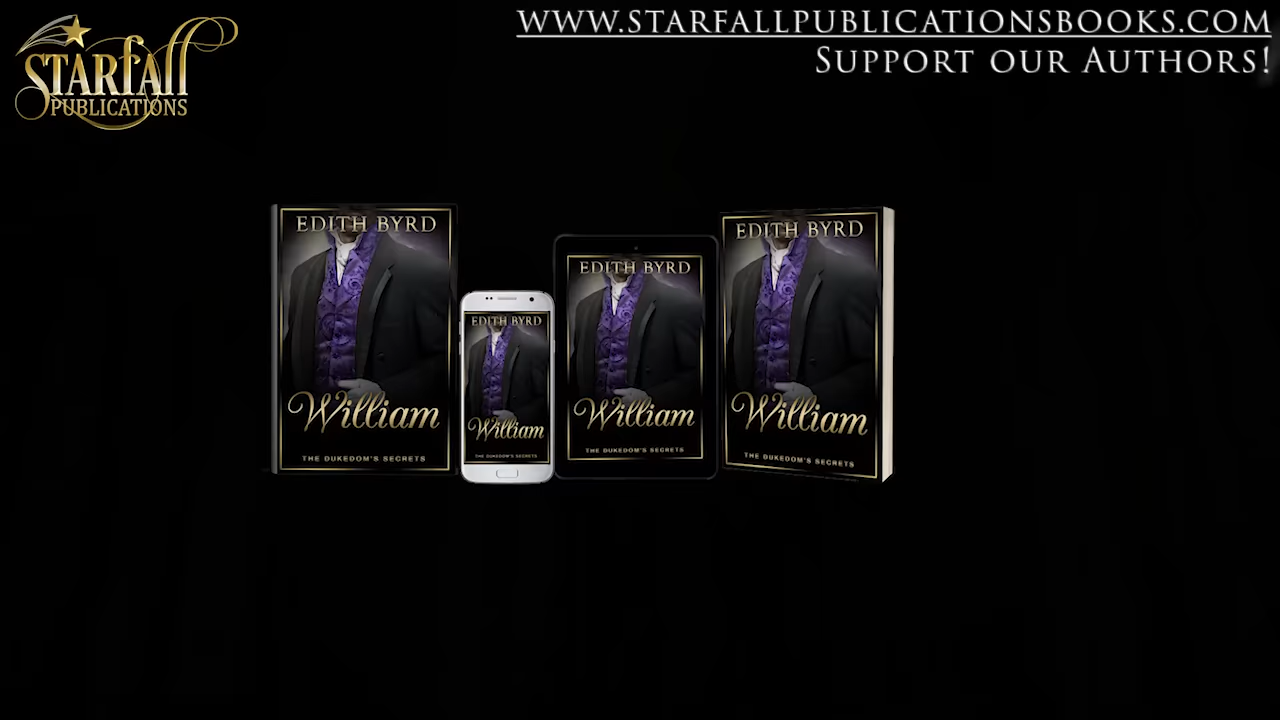 STARfall
PUBLICATIONS
WWW.STARFALLPUBLICATIONSBOOKS.COM
SUPPORT OUR AUTHORS!
EDITH BYRD
William
THE DUKEDOM'S SECRETS
EDITH BYRD
William
THE DUKEDOM'S SECRETS
EDITH BYRD
William
THE DUKEDOM'S SECRETS
EDITH BYRD
William
THE DUKEDOM'S SECRETS